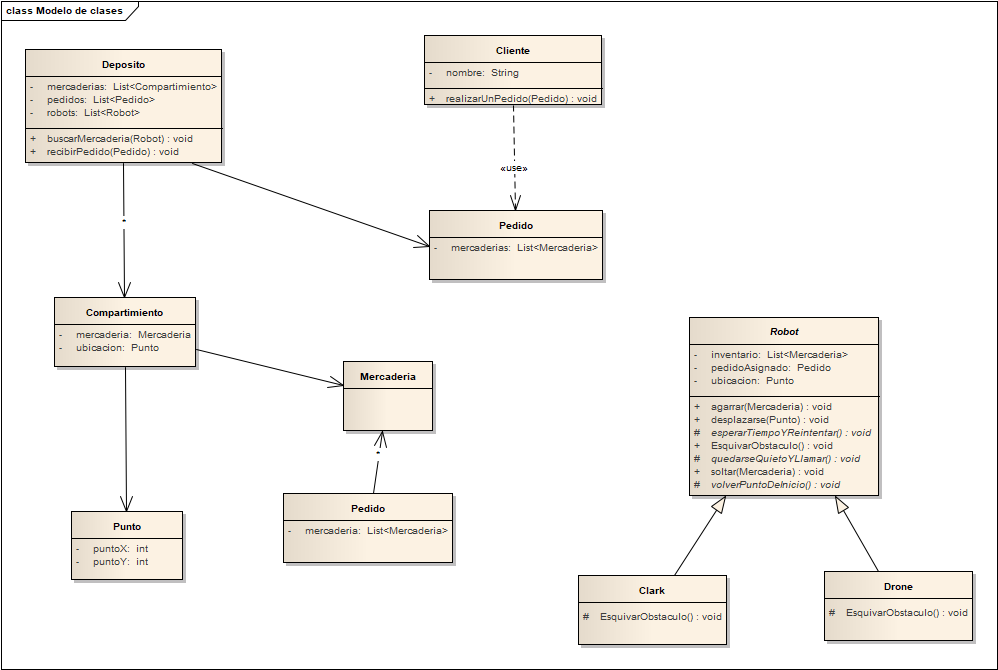 class Modelo de clases
Deposito
- mercaderias: List<Compartimiento>
- pedidos: List<Pedido>
- robots: List<Robot>
+ buscarMercaderia(Robot) : void
+ recibirPedido(Pedido) : void
Cliente
- nombre: String
+ realizarUnPedido(Pedido) : void
«use»
*
Pedido
- mercaderias: List<Mercaderia>
Compartimiento
- mercaderia: Mercaderia
- ubicacion: Punto
Mercaderia
*
Pedido
- mercaderia: List<Mercaderia>
Punto
- puntoX: int
- puntoY: int
Robot
- inventario: List<Mercaderia>
- pedidoAsignado: Pedido
- ubicacion: Punto
+ agarrar(Mercaderia) : void
+ desplazarse(Punto) : void
# esperarTiempoYReintentar() : void
+ EsquivarObstaculo() : void
# quedarseQuietoYLlamar() : void
+ soltar(Mercaderia) : void
# volverPuntoDeInicio() : void
Clark
# EsquivarObstaculo() : void
Drone
# EsquivarObstaculo() : void